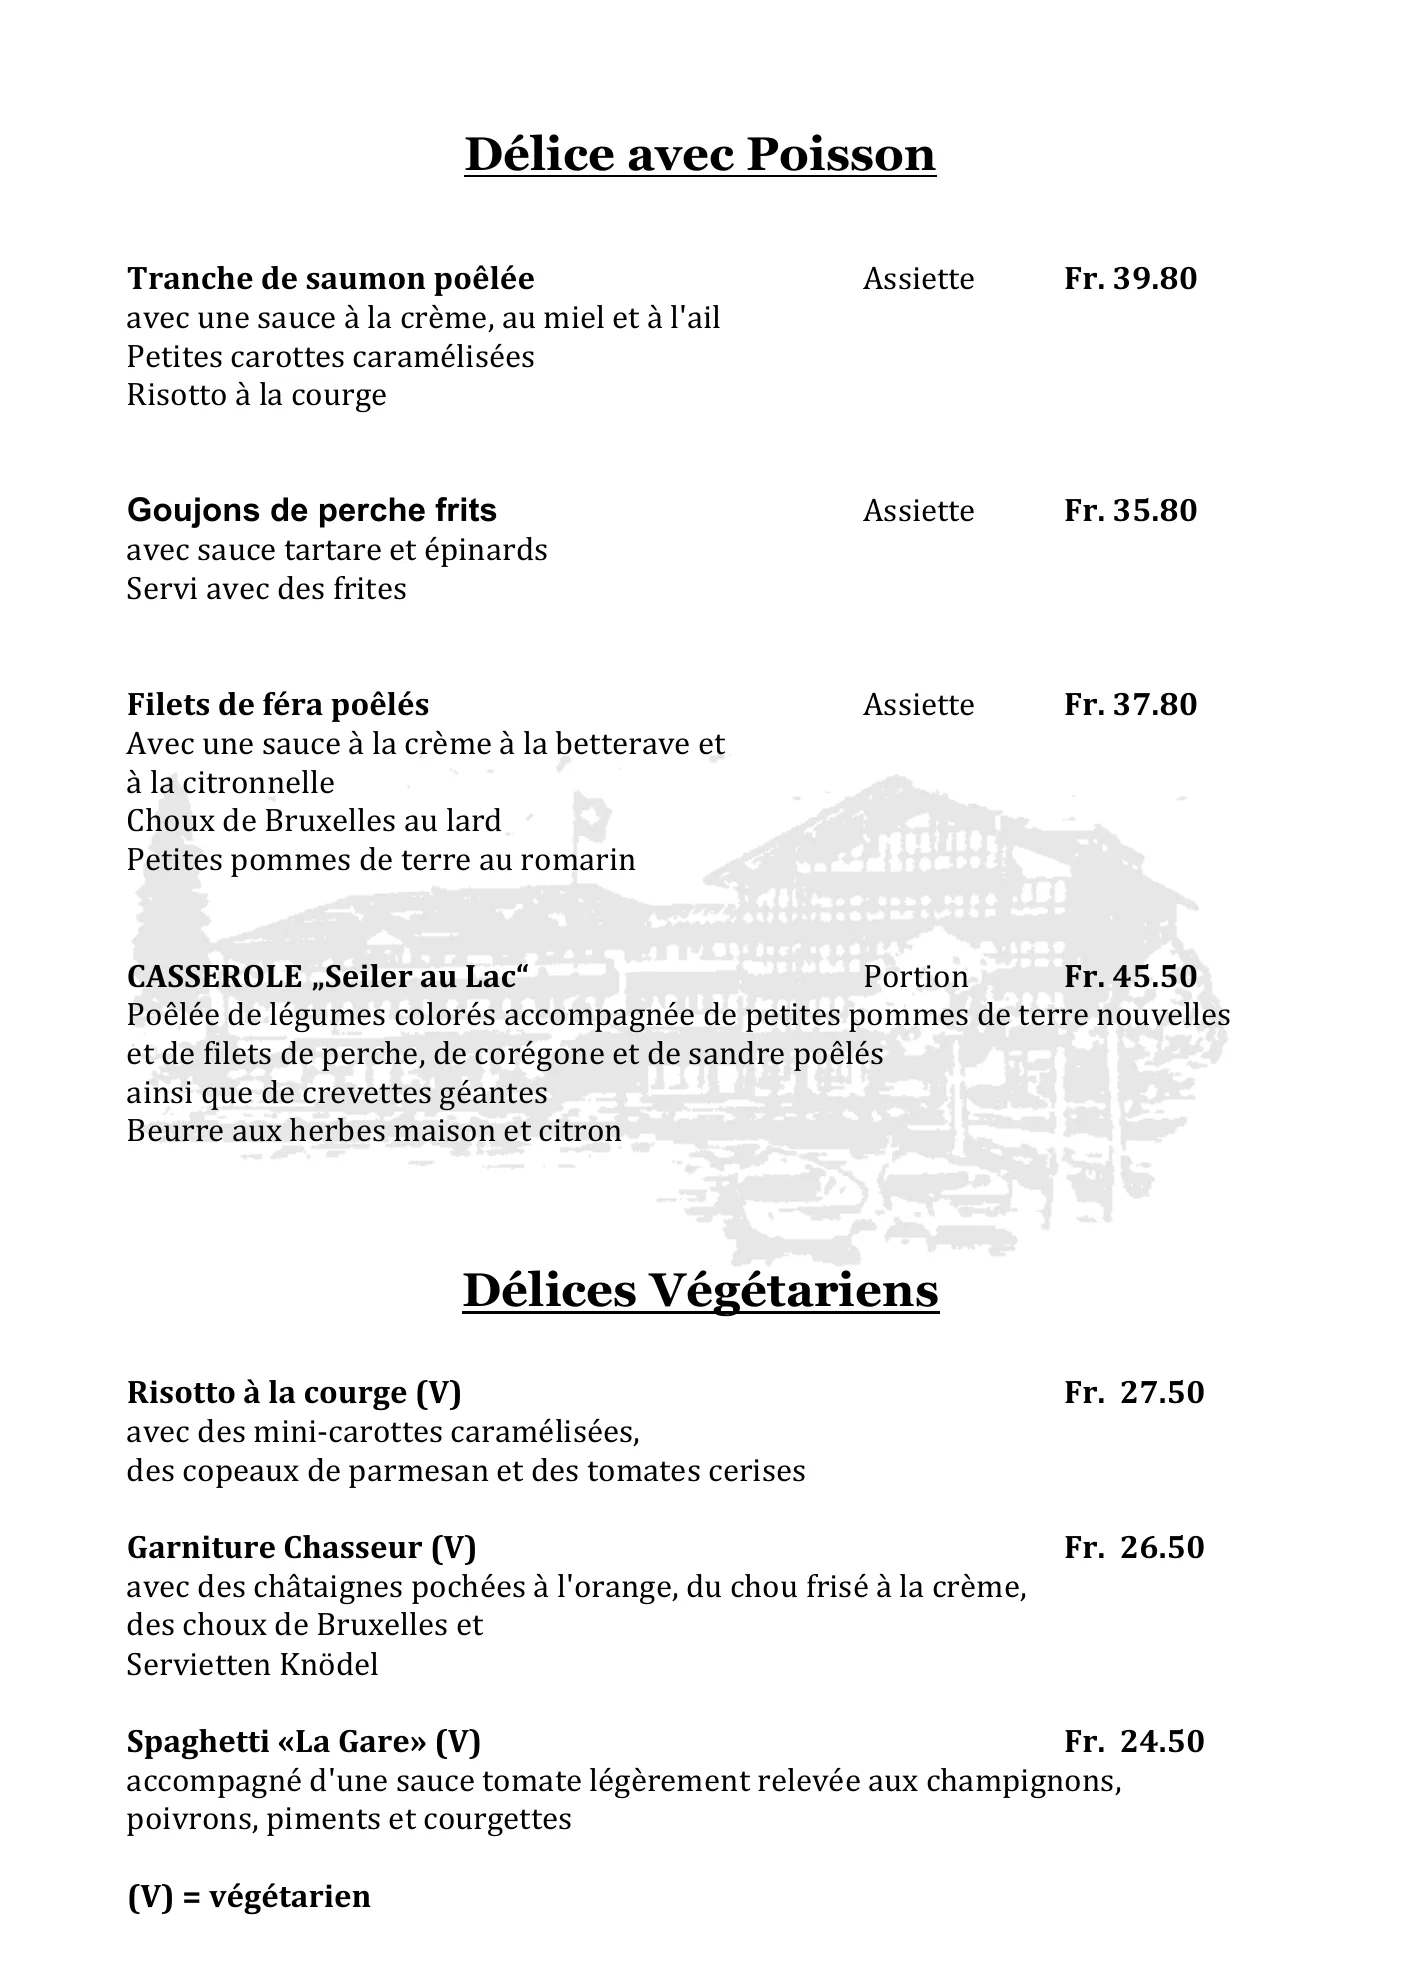 Délice avec Poisson
Tranche de saumon poêlée Assiette Fr. 39.80
avec une sauce à la crème, au miel et à l'ail
Petites carottes caramélisées
Risotto à la courge
Goujons de perche frits Assiette Fr. 35.80
avec sauce tartare et épinards
Servi avec des frites
Filets de féra poêlés Assiette Fr. 37.80
Avec une sauce à la crème à la betterave et
à la citronnelle
Choux de Bruxelles au lard
Petites pommes de terre au romarin
CASSEROLE „Seiler au Lac“ Portion Fr. 45.50
Poêlée de légumes colorés accompagnée de petites pommes de terre nouvelles
et de filets de perche, de corégone et de sandre poêlés
ainsi que de crevettes géantes
Beurre aux herbes maison et citron
Délices Végétariens
Risotto à la courge (V) Fr. 27.50
avec des mini-carottes caramélisées,
des copeaux de parmesan et des tomates cerises
Garniture Chasseur (V) Fr. 26.50
avec des châtaignes pochées à l'orange, du chou frisé à la crème,
des choux de Bruxelles et
Servietten Knödel
Spaghetti «La Gare» (V) Fr. 24.50
accompagné d'une sauce tomate légèrement relevée aux champignons,
poivrons, piments et courgettes
(V) = végétarien